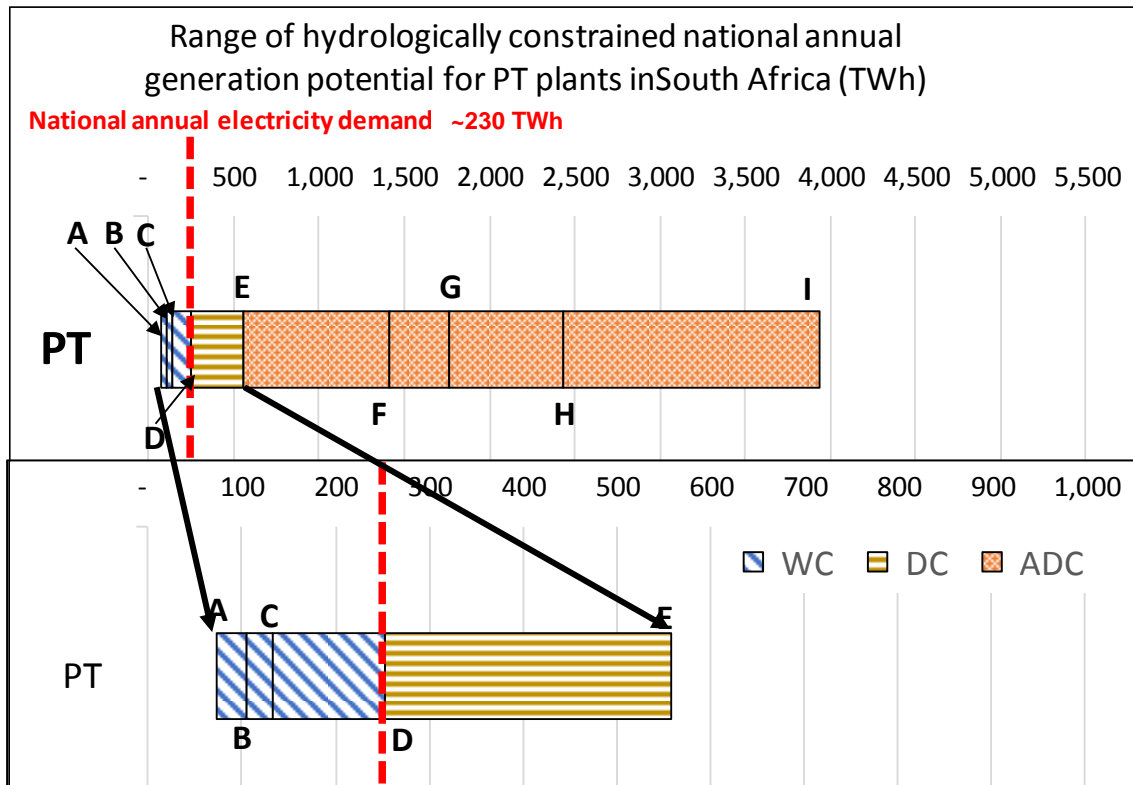 Range of hydrologically constrained national annual
generation potential for PT plants inSouth Africa (TWh)
National annual electricity demand ~230 TWh
- 500 1,000 1,500 2,000 2,500 3,000 3,500 4,000 4,500 5,000 5,500
A B C
E G I
PT
D F H
- 100 200 300 400 500 600 700 800 900 1,000
WC DC ADC
A C E
PT
B D